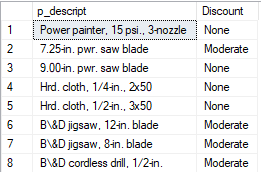 p_descript Discount
1 Power painter, 15 psi., 3-nozzle None
2 7.25-in. pwr. saw blade Moderate
3 9.00-in. pwr. saw blade None
4 Hrd. cloth, 1/4-in., 2x50 None
5 Hrd. cloth, 1/2-in., 3x50 None
6 B\&D jigsaw, 12-in. blade Moderate
7 B\&D jigsaw, 8-in. blade Moderate
8 B\&D cordless drill, 1/2-in. Moderate